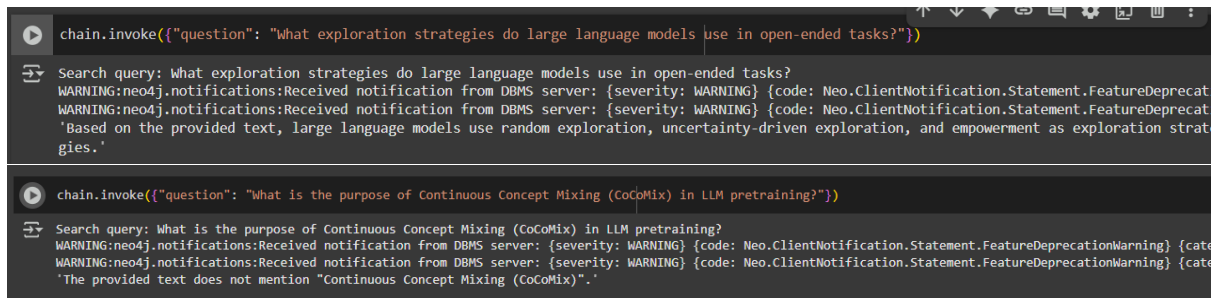 chain.invoke({"question": "What exploration strategies do large language models use in open-ended tasks?"})
Search query: What exploration strategies do large language models use in open-ended tasks?
WARNING:neo4j.notifications:Received notification from DBMS server: {severity: WARNING} {code: Neo.ClientNotification.Statement.FeatureDeprecat
WARNING:neo4j.notifications:Received notification from DBMS server: {severity: WARNING} {code: Neo.ClientNotification.Statement.FeatureDeprecat
'Based on the provided text, large language models use random exploration, uncertainty-driven exploration, and empowerment as exploration strat
gies.'
chain.invoke({"question": "What is the purpose of Continuous Concept Mixing (CoCoMix) in LLM pretraining?"})
Search query: What is the purpose of Continuous Concept Mixing (CoCoMix) in LLM pretraining?
WARNING:neo4j.notifications:Received notification from DBMS server: {severity: WARNING} {code: Neo.ClientNotification.Statement.FeatureDeprecationWarning} {cate
WARNING:neo4j.notifications:Received notification from DBMS server: {severity: WARNING} {code: Neo.ClientNotification.Statement.FeatureDeprecationWarning} {cate
'The provided text does not mention "Continuous Concept Mixing (CoCoMix)".'